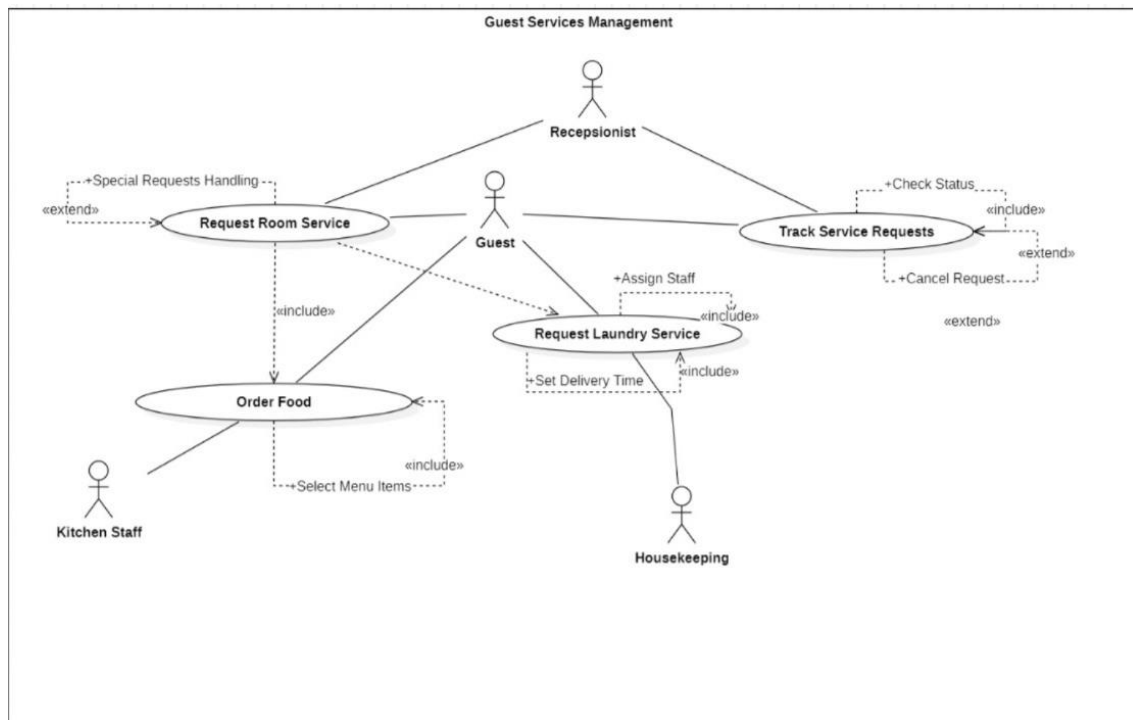 Guest Services Management
Recepsionist
+Special Requests Handling
«extend»
Request Room Service
Guest
+Check Status
«include»
Track Service Requests
«extend»
+Cancel Request
«extend»
+Assign Staff
«include»
Request Laundry Service
«include»
+Set Delivery Time
«include»
Order Food
«include»
+Select Menu Items
Kitchen Staff
Housekeeping